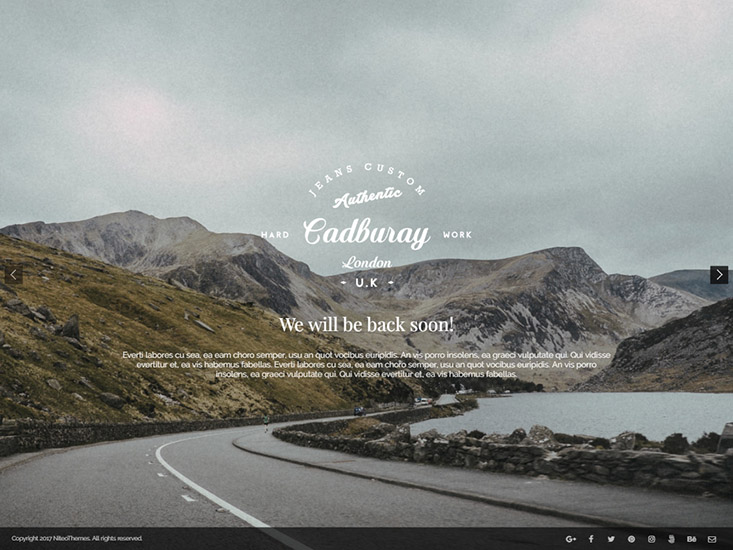 JEANS CUSTOM
Authentic
HARD Cadburay WORK
London
U.K
We will be back soon!
Everti labores cu sea, ea eam choro semper, usu an quot vocibus euripidis. An vis porro insolens, ea graeci vulputate qui. Qui vidisse
evertitur et, ea vis habemus fabellas. Everti labores cu sea, ea eam choro semper, usu an quot vocibus euripidis. An vis porro
insolens, ea graeci vulputate qui. Qui vidisse evertitur et, ea vis habemus fabellas.
Copyright 2017 NiteoThemes. All rights reserved.
G+ f Bē